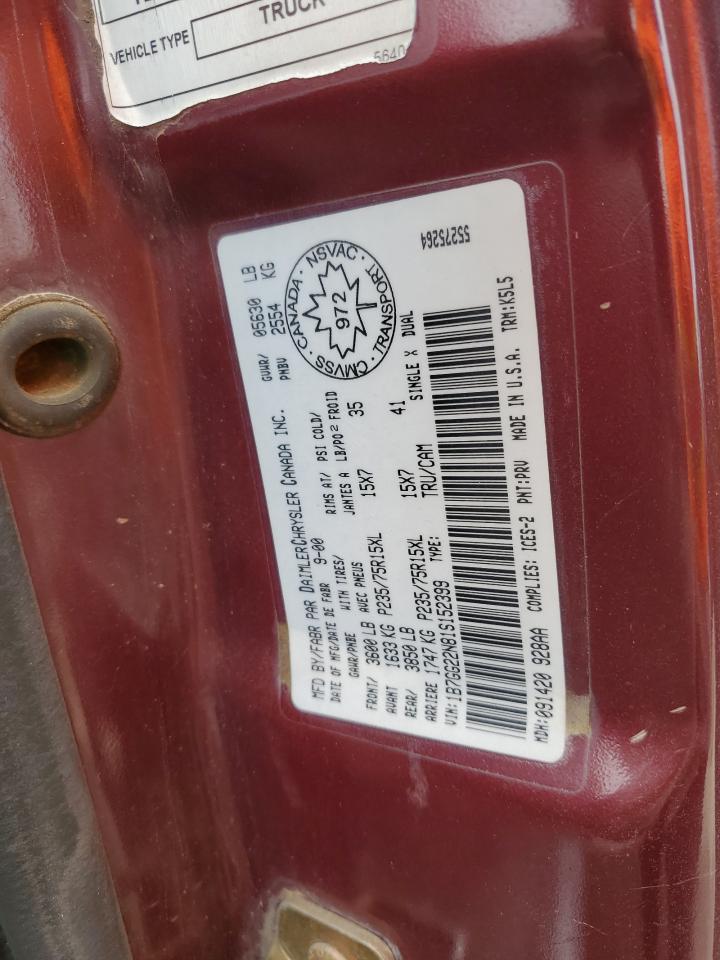 TRUCK
VEHICLE TYPE
5640
55275264
MFD BY/FABR PAR DAIMLERCHRYSLER CANADA INC.
GVWR/ 05630 LB
PNBV 2554 KG
DATE OF MFG/DATE DE FABR 9-00
CMVSS · CANADA · NSVAC · TRANSPORT ·
972
GAWR/PNBE WITH TIRES/ RIMS AT/ PSI COLD/
AVEC PNEUS JANTES A LB/PO² FROID
FRONT/ 3600 LB
AVANT 1633 KG P235/75R15XL 15X7 35
REAR/ 3850 LB
ARRIERE 1747 KG P235/75R15XL 15X7 41
VIN:1B7GG22N81S152399 TYPE: TRU/CAM SINGLE X DUAL
MDH:091420 928AA COMPLIES: ICES-2 PNT:PRV MADE IN U.S.A. TRM:K5L5